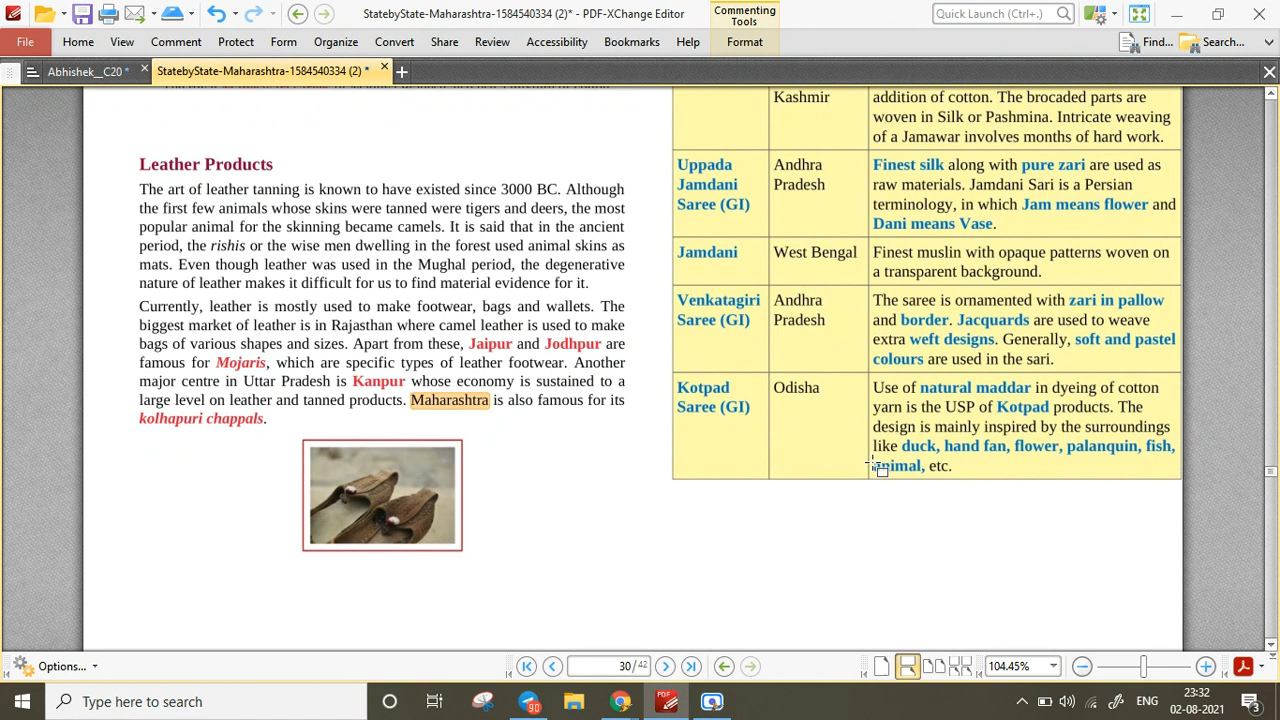 StatebyState-Maharashtra-1584540334 (2)* - PDF-XChange Editor
Commenting Tools
Quick Launch (Ctrl+.)
File Home View Comment Protect Form Organize Convert Share Review Accessibility Bookmarks Help Format Find... Search...
Abhishek__C20 *
StatebyState-Maharashtra-1584540334 (2) *
Leather Products
The art of leather tanning is known to have existed since 3000 BC. Although
the first few animals whose skins were tanned were tigers and deers, the most
popular animal for the skinning became camels. It is said that in the ancient
period, the rishis or the wise men dwelling in the forest used animal skins as
mats. Even though leather was used in the Mughal period, the degenerative
nature of leather makes it difficult for us to find material evidence for it.
Currently, leather is mostly used to make footwear, bags and wallets. The
biggest market of leather is in Rajasthan where camel leather is used to make
bags of various shapes and sizes. Apart from these, Jaipur and Jodhpur are
famous for Mojaris, which are specific types of leather footwear. Another
major centre in Uttar Pradesh is Kanpur whose economy is sustained to a
large level on leather and tanned products. Maharashtra is also famous for its
kolhapuri chappals.
Kashmir
addition of cotton. The brocaded parts are
woven in Silk or Pashmina. Intricate weaving
of a Jamawar involves months of hard work.
Uppada
Jamdani
Saree (GI)
Andhra
Pradesh
Finest silk along with pure zari are used as
raw materials. Jamdani Sari is a Persian
terminology, in which Jam means flower and
Dani means Vase.
Jamdani
West Bengal
Finest muslin with opaque patterns woven on
a transparent background.
Venkatagiri
Saree (GI)
Andhra
Pradesh
The saree is ornamented with zari in pallow
and border. Jacquards are used to weave
extra weft designs. Generally, soft and pastel
colours are used in the sari.
Kotpad
Saree (GI)
Odisha
Use of natural maddar in dyeing of cotton
yarn is the USP of Kotpad products. The
design is mainly inspired by the surroundings
like duck, hand fan, flower, palanquin, fish,
animal, etc.
Options...
30 / 42
104.45%
Type here to search
90
ENG
23:32
02-08-2021
3